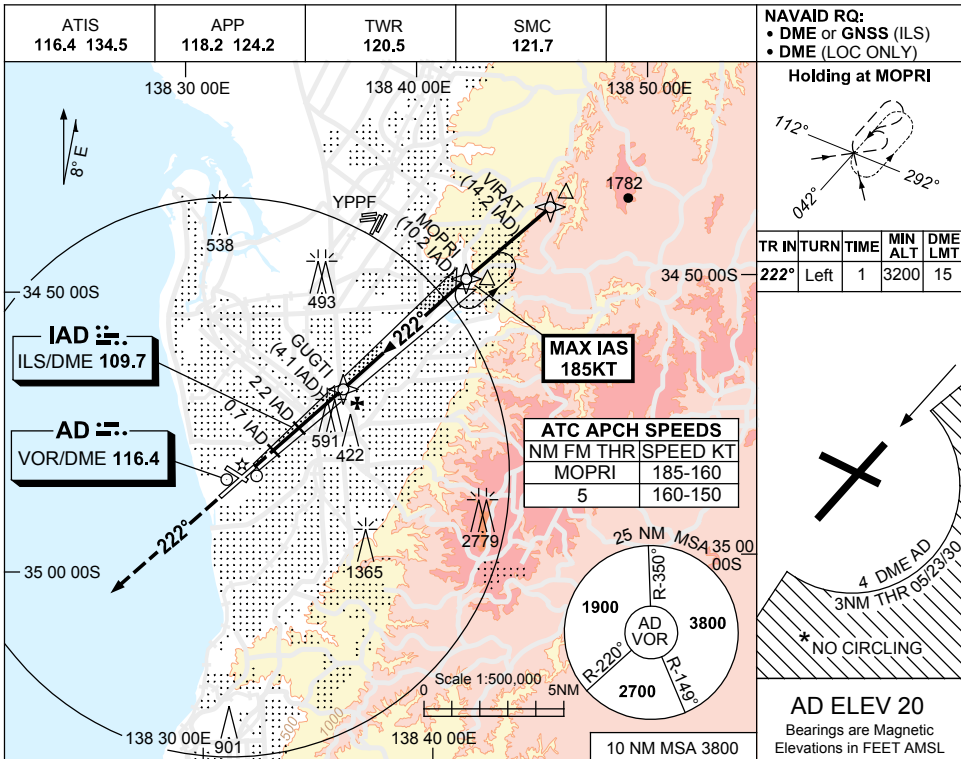 ATIS
116.4 134.5
APP
118.2 124.2
TWR
120.5
SMC
121.7
NAVAID RQ:
• DME or GNSS (ILS)
• DME (LOC ONLY)
138 30 00E
138 40 00E
138 50 00E
8° E
YPPF
538
493
VIRAT
(14.2 IAD)
1782
MOPRI
(10.2 IAD)
34 50 00S
34 50 00S
222°
MAX IAS
185KT
IAD
ILS/DME 109.7
GUGTI
(4.1 IAD)
2.2 IAD
0.7 IAD
AD
VOR/DME 116.4
591
422
ATC APCH SPEEDS
NM FM THR SPEED KT
MOPRI 185-160
5 160-150
222°
2779
1365
35 00 00S
35 00
00S
25 NM MSA
R-350°
1900
3800
AD
VOR
R-220°
R-149°
2700
Scale 1:500,000
0 5NM
500
1000
901
138 30 00E
138 40 00E
10 NM MSA 3800
Holding at MOPRI
112°
292°
042°
TR IN TURN TIME MIN ALT DME LMT
222° Left 1 3200 15
4 DME AD
3NM THR 05/23/30
* NO CIRCLING
AD ELEV 20
Bearings are Magnetic
Elevations in FEET AMSL